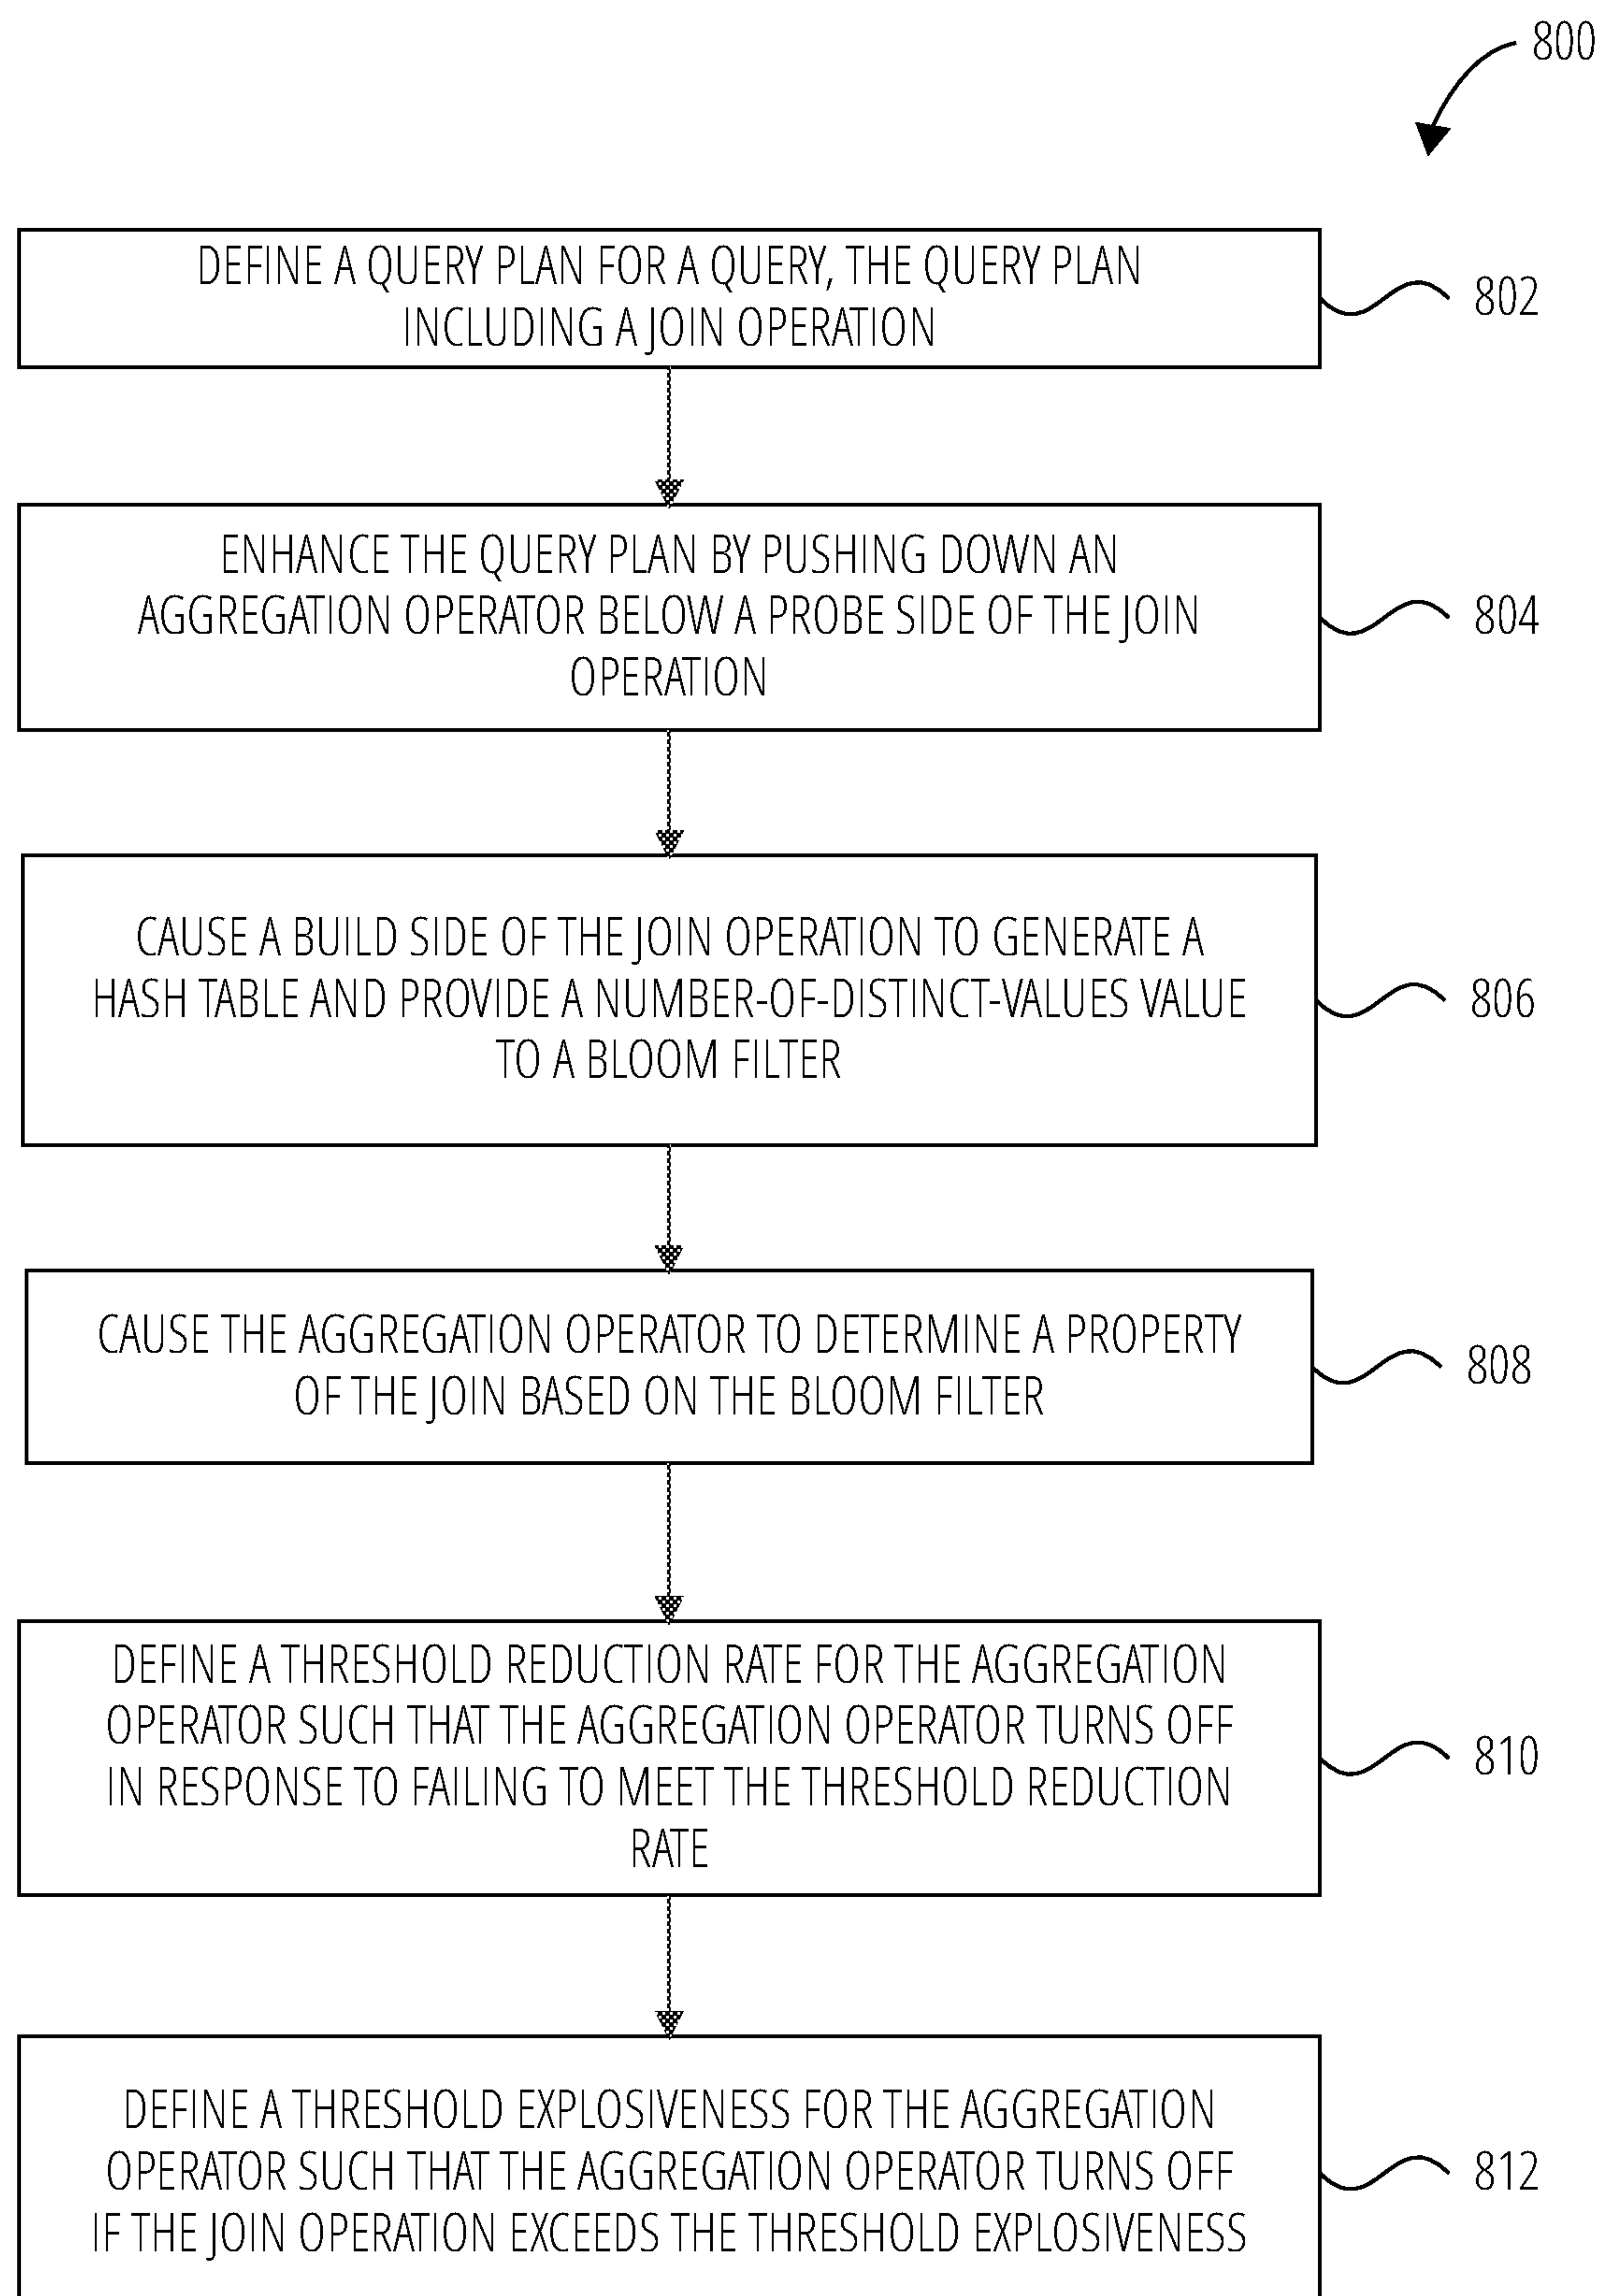 800
DEFINE A QUERY PLAN FOR A QUERY, THE QUERY PLAN
INCLUDING A JOIN OPERATION
802
ENHANCE THE QUERY PLAN BY PUSHING DOWN AN
AGGREGATION OPERATOR BELOW A PROBE SIDE OF THE JOIN
OPERATION
804
CAUSE A BUILD SIDE OF THE JOIN OPERATION TO GENERATE A
HASH TABLE AND PROVIDE A NUMBER-OF-DISTINCT-VALUES VALUE
TO A BLOOM FILTER
806
CAUSE THE AGGREGATION OPERATOR TO DETERMINE A PROPERTY
OF THE JOIN BASED ON THE BLOOM FILTER
808
DEFINE A THRESHOLD REDUCTION RATE FOR THE AGGREGATION
OPERATOR SUCH THAT THE AGGREGATION OPERATOR TURNS OFF
IN RESPONSE TO FAILING TO MEET THE THRESHOLD REDUCTION
RATE
810
DEFINE A THRESHOLD EXPLOSIVENESS FOR THE AGGREGATION
OPERATOR SUCH THAT THE AGGREGATION OPERATOR TURNS OFF
IF THE JOIN OPERATION EXCEEDS THE THRESHOLD EXPLOSIVENESS
812